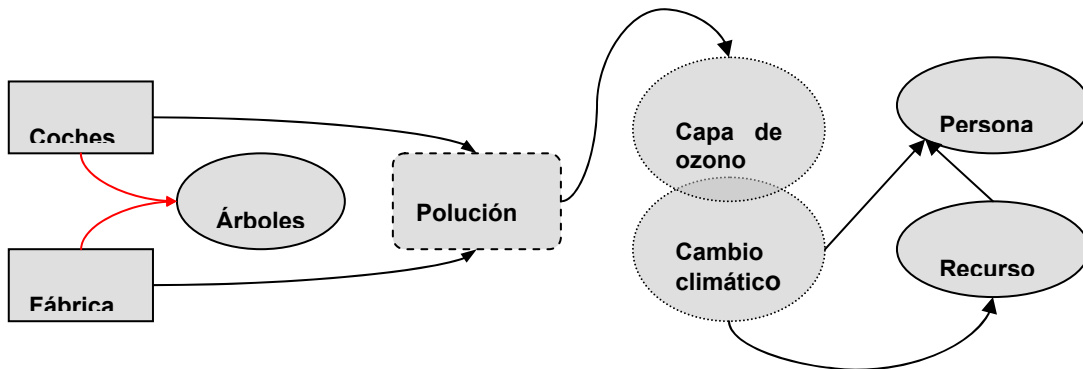 Coches
Árboles
Fábrica
Polución
Capa de
ozono
Cambio
climático
Persona
Recurso